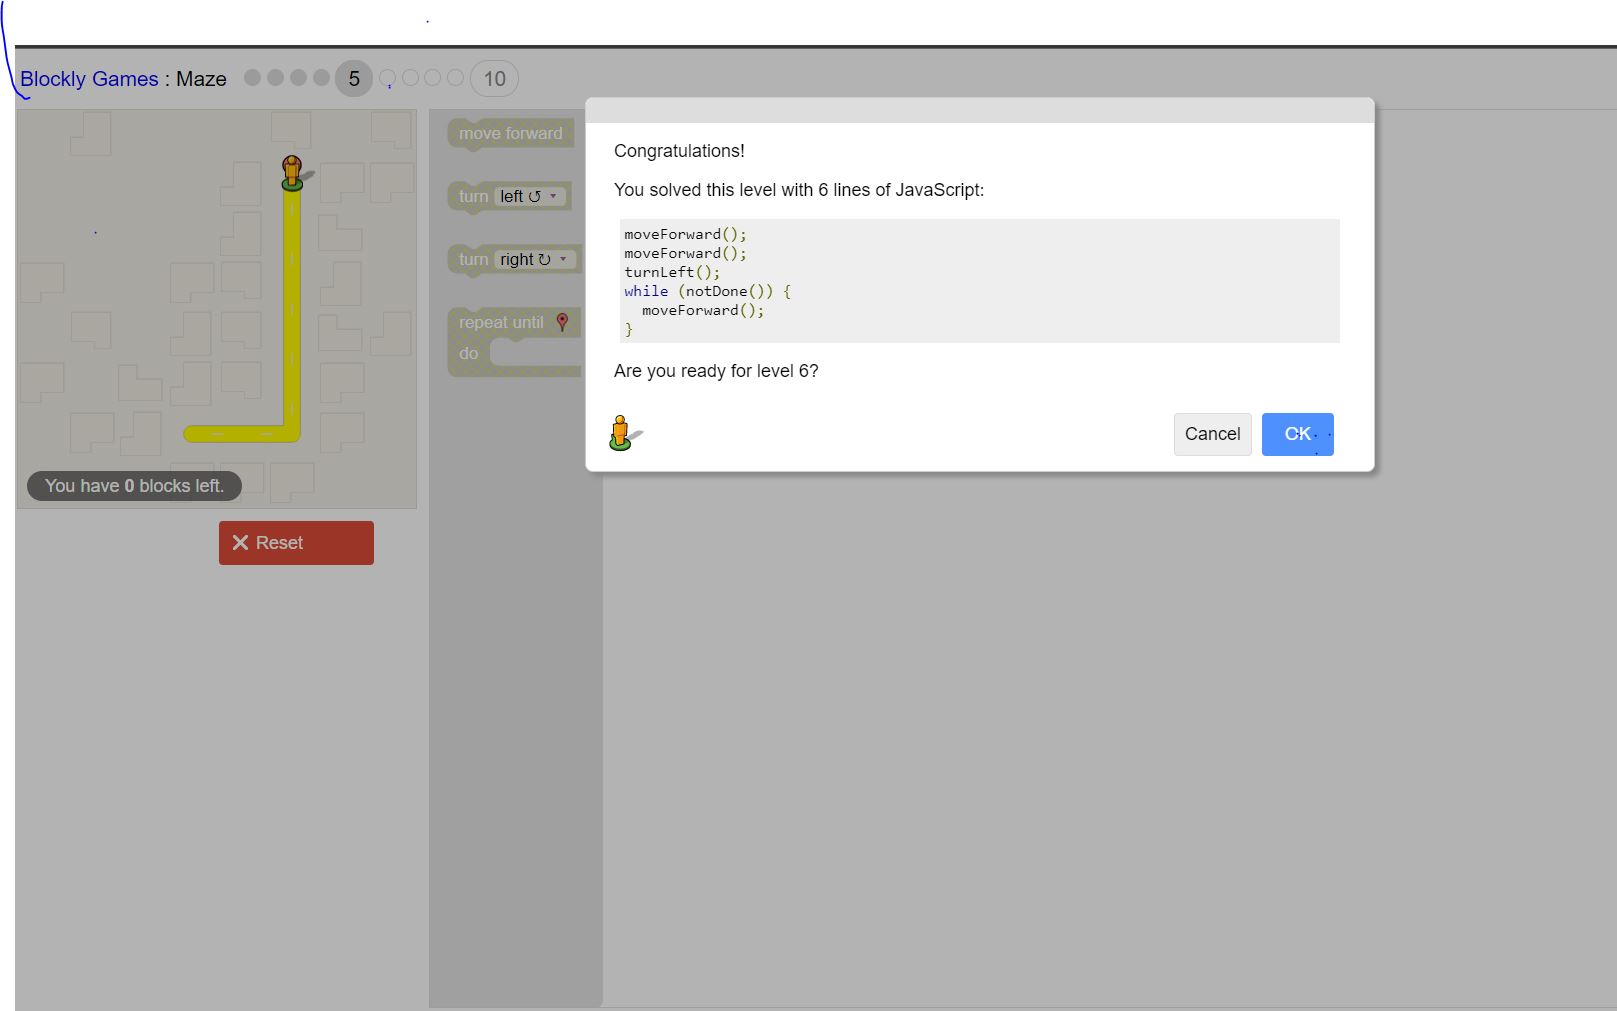 Blockly Games : Maze 5 10
move forward
turn left ↺
turn right ↻
repeat until
do
You have 0 blocks left.
Reset
Congratulations!
You solved this level with 6 lines of JavaScript:
moveForward();
moveForward();
turnLeft();
while (notDone()) {
  moveForward();
}
Are you ready for level 6?
Cancel OK